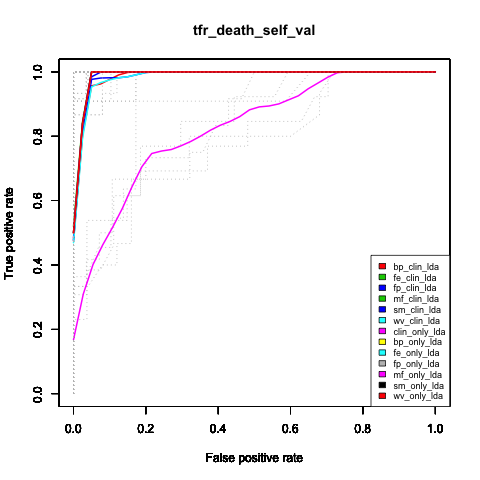 tfr_death_self_val
True positive rate
1.0
0.8
0.6
0.4
0.2
0.0
bp_clin_lda
fe_clin_lda
fp_clin_lda
mf_clin_lda
sm_clin_lda
wv_clin_lda
clin_only_lda
bp_only_lda
fe_only_lda
fp_only_lda
mf_only_lda
sm_only_lda
wv_only_lda
0.0 0.2 0.4 0.6 0.8 1.0
False positive rate